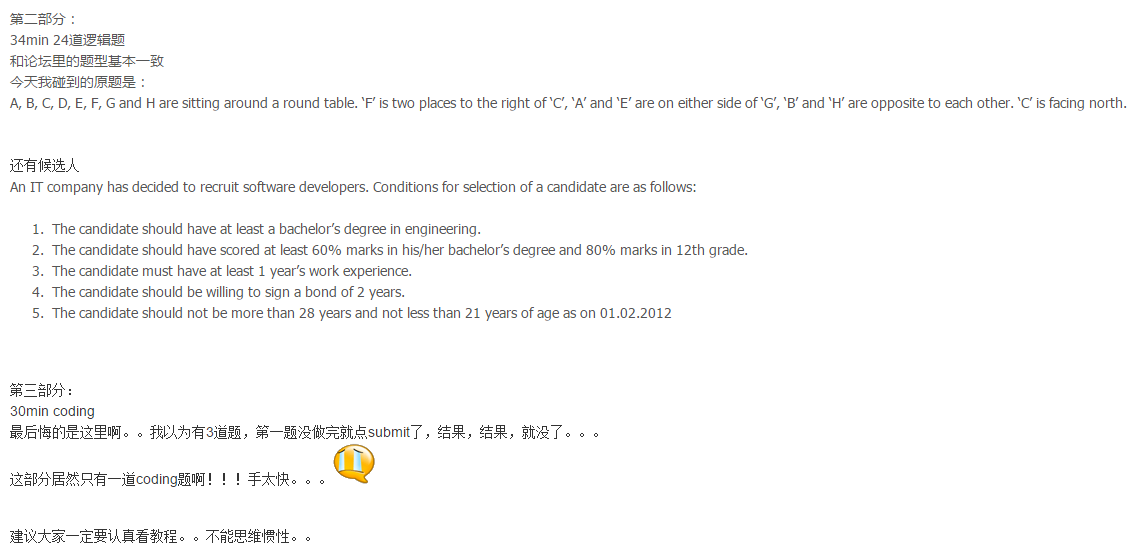 第二部分：
34min 24道逻辑题
和论坛里的题型基本一致
今天我碰到的原题是：
A, B, C, D, E, F, G and H are sitting around a round table. ‘F’ is two places to the right of ‘C’, ‘A’ and ‘E’ are on either side of ‘G’, ‘B’ and ‘H’ are opposite to each other. ‘C’ is facing north.
还有候选人
An IT company has decided to recruit software developers. Conditions for selection of a candidate are as follows:
1. The candidate should have at least a bachelor’s degree in engineering.
2. The candidate should have scored at least 60% marks in his/her bachelor’s degree and 80% marks in 12th grade.
3. The candidate must have at least 1 year’s work experience.
4. The candidate should be willing to sign a bond of 2 years.
5. The candidate should not be more than 28 years and not less than 21 years of age as on 01.02.2012
第三部分：
30min coding
最后悔的是这里啊。。我以为有3道题，第一题没做完就点submit了，结果，结果，就没了。。。
这部分居然只有一道coding题啊！！！手太快。。。
建议大家一定要认真看教程。。不能思维惯性。。